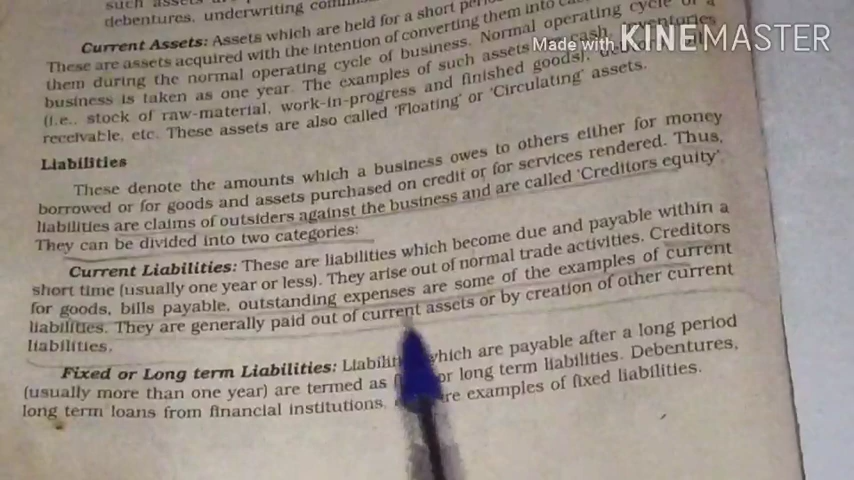 such assets
debentures, underwriting
Current Assets: Assets which are held for a short
These are assets acquired with the intention of converting them into
them during the normal operating cycle of business. Normal operating cycle of a
business is taken as one year. The examples of such assets are cash, inventories
(i.e., stock of raw-material, work-in-progress and finished goods),
receivable, etc. These assets are also called 'Floating' or 'Circulating' assets.
Made with KINEMASTER
Liabilities
These denote the amounts which a business owes to others either for money
borrowed or for goods and assets purchased on credit or for services rendered. Thus,
liabilities are claims of outsiders against the business and are called 'Creditors equity'
They can be divided into two categories:
Current Liabilities: These are liabilities which become due and payable within a
short time (usually one year or less). They arise out of normal trade activities. Creditors
for goods, bills payable, outstanding expenses are some of the examples of current
liabilities. They are generally paid out of current assets or by creation of other current
liabilities.
Fixed or Long term Liabilities: which are payable after a long period
(usually more than one year) are termed as or long term liabilities. Debentures,
long term loans from financial institutions, examples of fixed liabilities.